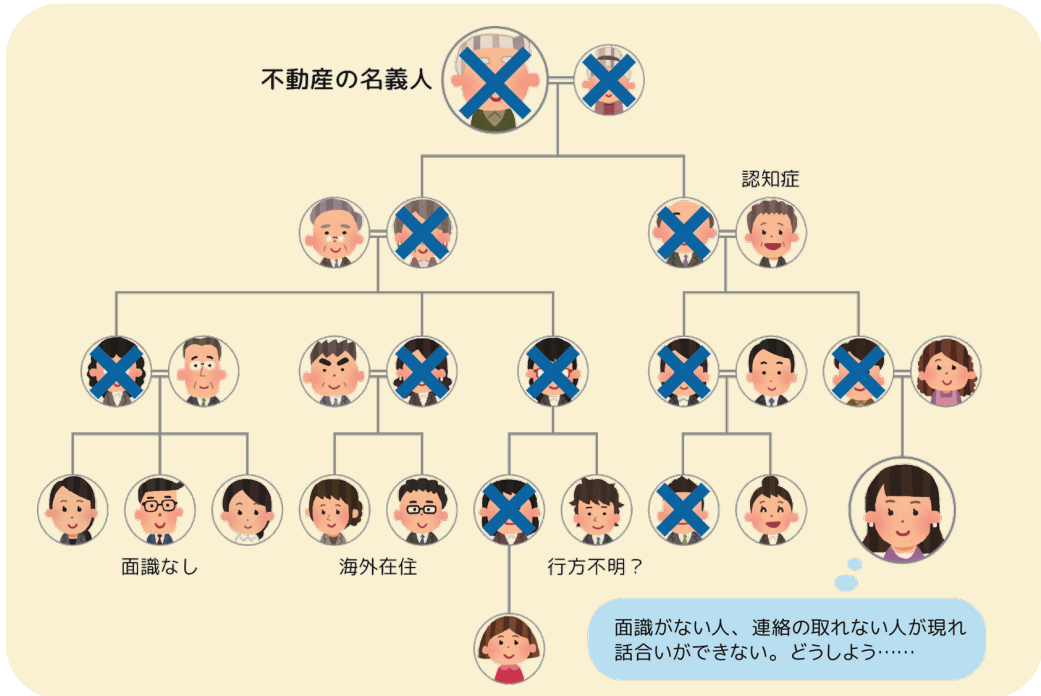 不動産の名義人
認知症
面識なし
海外在住
行方不明？
面識がない人、連絡の取れない人が現れ
話合いができない。どうしよう……